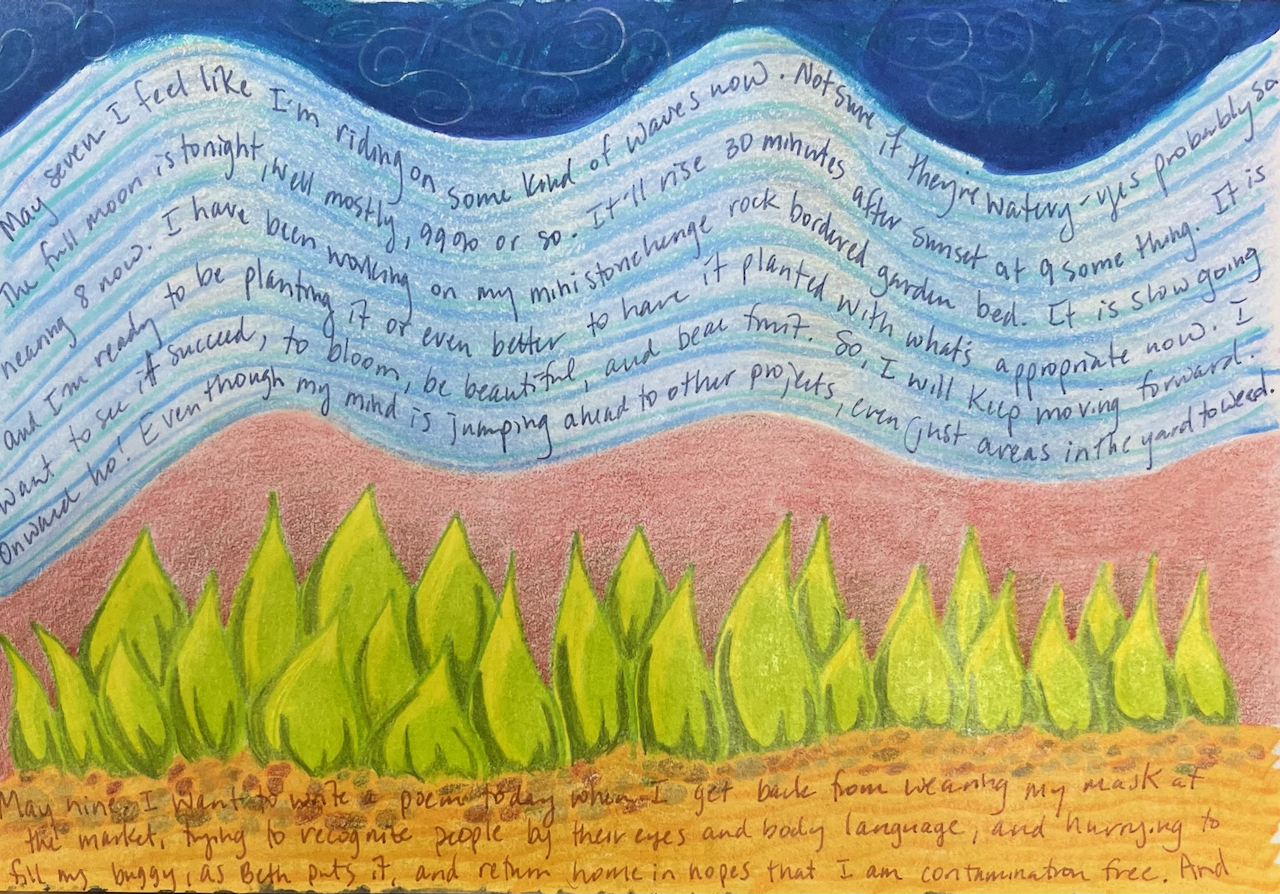 May seven I feel like I'm riding on some kind of waves now. Not sure if they're watery - yes probably so
The full moon is tonight, well mostly, 99% or so. It'll rise 30 minutes after sunset at 9 some thing. It is
nearing 8 now. I have been working on my mini stonehenge rock bordered garden bed. It is slow going
and I'm ready to be planting it or even better to have it planted with what's appropriate now. I
want to see it succeed, to bloom, be beautiful, and bear fruit. So, I will keep moving forward.
Onward ho! Even though my mind is jumping ahead to other projects, even just areas in the yard to weed.
May nine, I want to write a poem today when I get back from wearing my mask at
the market, trying to recognize people by their eyes and body language, and hurrying to
fill my buggy, as Beth puts it, and return home in hopes that I am contamination free. And